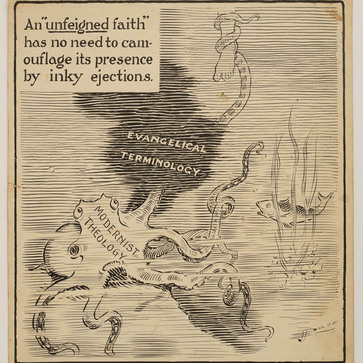 An "unfeigned faith"
has no need to cam-
ouflage its presence
by inky ejections.
EVANGELICAL
TERMINOLOGY
MODERNIST
THEOLOGY